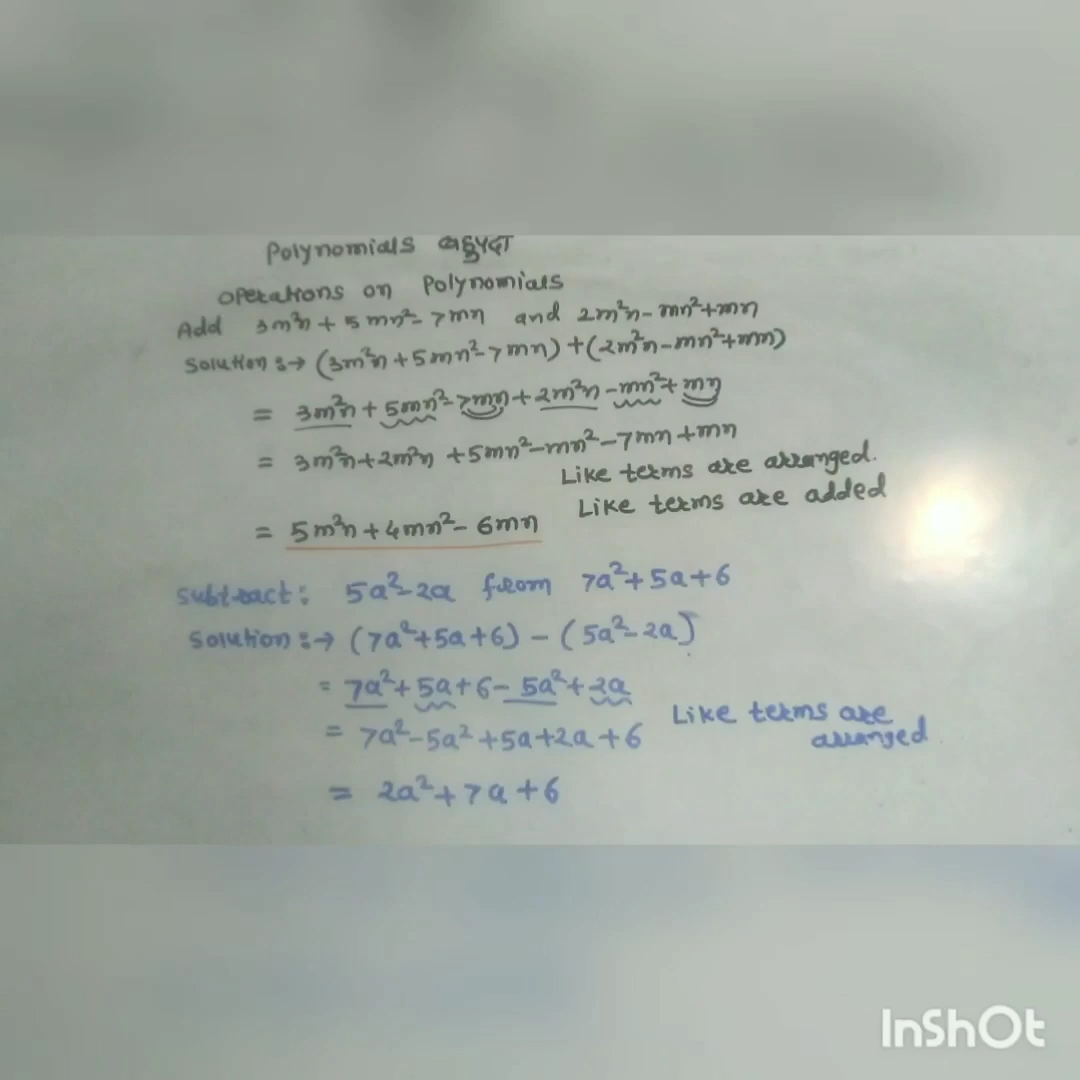 Polynomials बहुपदी
Operations on Polynomials
Add 3m²n + 5mn² - 7mn and 2m²n - mn² + mn
Solution :→ (3m²n + 5mn² - 7mn) + (2m²n - mn² + mn)
= 3m²n + 5mn² - 7mn + 2m²n - mn² + mn
= 3m²n + 2m²n + 5mn² - mn² - 7mn + mn
Like terms are arranged.
Like terms are added
= 5m²n + 4mn² - 6mn
Subtract: 5a² - 2a from 7a² + 5a + 6
Solution :→ (7a² + 5a + 6) - (5a² - 2a)
= 7a² + 5a + 6 - 5a² + 2a
Like terms are
= 7a² - 5a² + 5a + 2a + 6
arranged
= 2a² + 7a + 6
InShOt